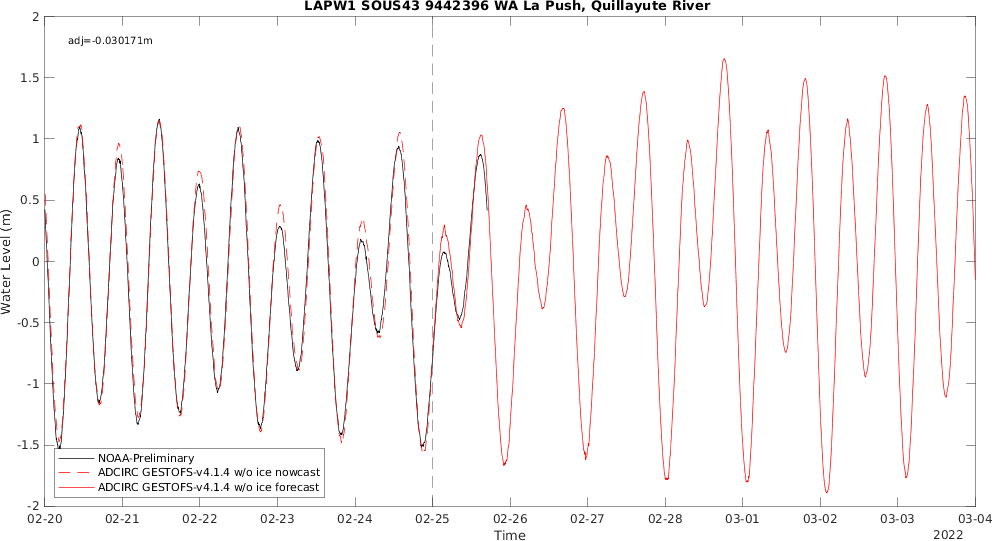 LAPW1 SOUS43 9442396 WA La Push, Quillayute River
adj=-0.030171m
2
1.5
1
0.5
0
-0.5
-1
-1.5
-2
Water Level (m)
NOAA-Preliminary
ADCIRC GESTOFS-v4.1.4 w/o ice nowcast
ADCIRC GESTOFS-v4.1.4 w/o ice forecast
02-20 02-21 02-22 02-23 02-24 02-25 02-26 02-27 02-28 03-01 03-02 03-03 03-04
Time
2022